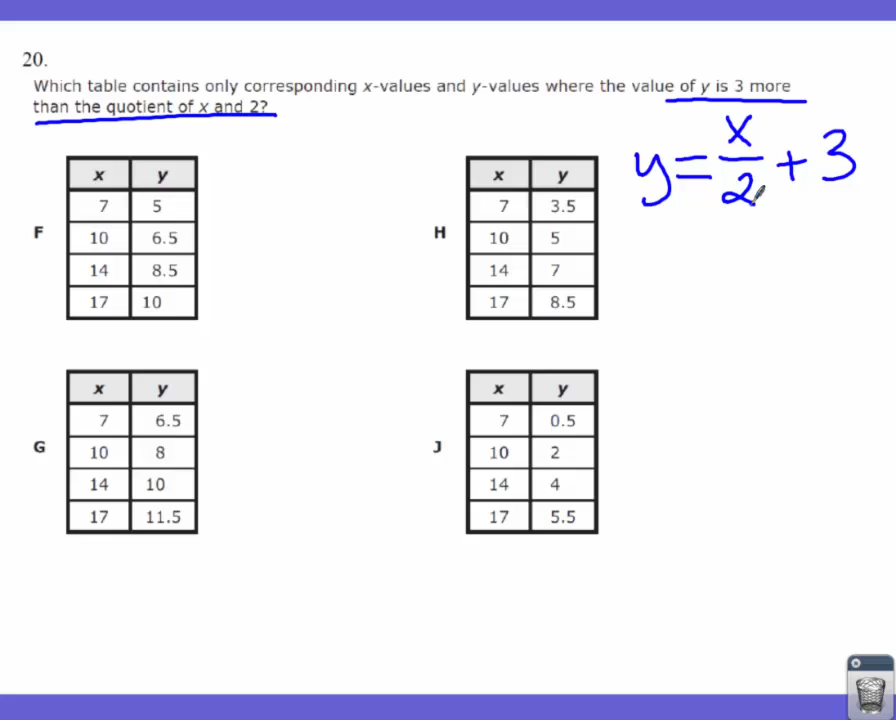 20.
Which table contains only corresponding x-values and y-values where the value of y is 3 more
than the quotient of x and 2?
y = x/2 + 3
F
x y
7 5
10 6.5
14 8.5
17 10
H
x y
7 3.5
10 5
14 7
17 8.5
G
x y
7 6.5
10 8
14 10
17 11.5
J
x y
7 0.5
10 2
14 4
17 5.5